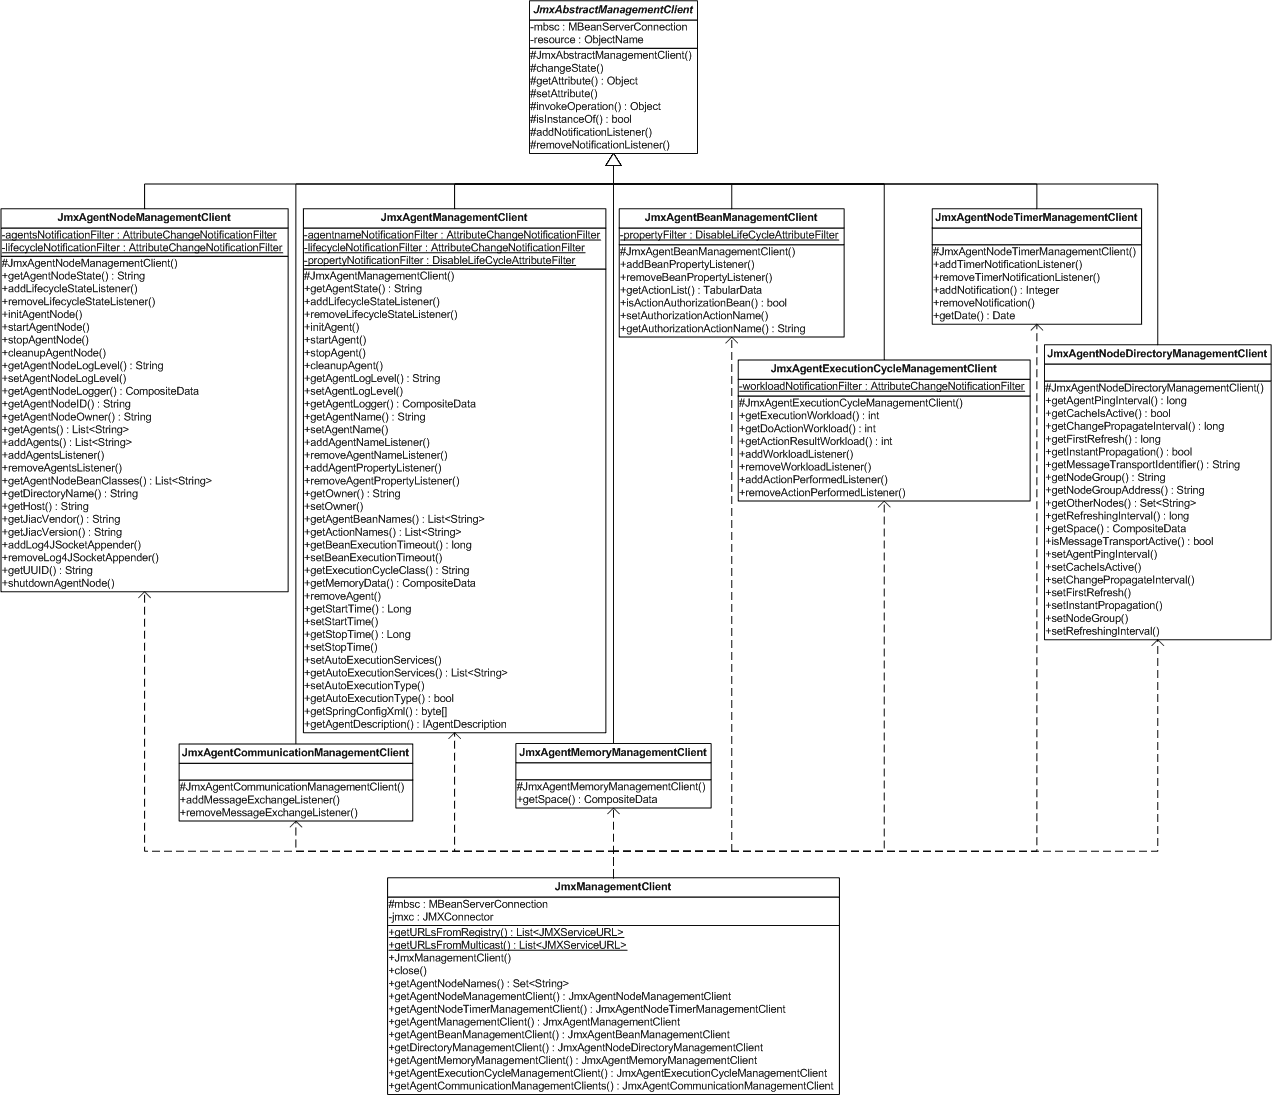 JmxAbstractManagementClient
-mbsc : MBeanServerConnection
-resource : ObjectName
#JmxAbstractManagementClient()
#changeState()
#getAttribute() : Object
#setAttribute()
#invokeOperation() : Object
#isInstanceOf() : bool
#addNotificationListener()
#removeNotificationListener()
JmxAgentNodeManagementClient
-agentsNotificationFilter : AttributeChangeNotificationFilter
-lifecycleNotificationFilter : AttributeChangeNotificationFilter
#JmxAgentNodeManagementClient()
+getAgentNodeState() : String
+addLifecycleStateListener()
+removeLifecycleStateListener()
+initAgentNode()
+startAgentNode()
+stopAgentNode()
+cleanupAgentNode()
+getAgentNodeLogLevel() : String
+setAgentNodeLogLevel()
+getAgentNodeLogger() : CompositeData
+getAgentNodeID() : String
+getAgentNodeOwner() : String
+getAgents() : List<String>
+addAgents() : List<String>
+addAgentsListener()
+removeAgentsListener()
+getAgentNodeBeanClasses() : List<String>
+getDirectoryName() : String
+getHost() : String
+getJiacVendor() : String
+getJiacVersion() : String
+addLog4JSocketAppender()
+removeLog4JSocketAppender()
+getUUID() : String
+shutdownAgentNode()
JmxAgentManagementClient
-agentnameNotificationFilter : AttributeChangeNotificationFilter
-lifecycleNotificationFilter : AttributeChangeNotificationFilter
-propertyNotificationFilter : DisableLifeCycleAttributeFilter
#JmxAgentManagementClient()
+getAgentState() : String
+addLifecycleStateListener()
+removeLifecycleStateListener()
+initAgent()
+startAgent()
+stopAgent()
+cleanupAgent()
+getAgentLogLevel() : String
+setAgentLogLevel()
+getAgentLogger() : CompositeData
+getAgentName() : String
+setAgentName()
+addAgentNameListener()
+removeAgentNameListener()
+addAgentPropertyListener()
+removeAgentPropertyListener()
+getOwner() : String
+setOwner()
+getAgentBeanNames() : List<String>
+getActionNames() : List<String>
+getBeanExecutionTimeout() : long
+setBeanExecutionTimeout()
+getExecutionCycleClass() : String
+getMemoryData() : CompositeData
+removeAgent()
+getStartTime() : Long
+setStartTime()
+getStopTime() : Long
+setStopTime()
+setAutoExecutionServices()
+getAutoExecutionServices() : List<String>
+setAutoExecutionType()
+getAutoExecutionType() : bool
+getSpringConfigXml() : byte[]
+getAgentDescription() : IAgentDescription
JmxAgentBeanManagementClient
-propertyFilter : DisableLifeCycleAttributeFilter
#JmxAgentBeanManagementClient()
+addBeanPropertyListener()
+removeBeanPropertyListener()
+getActionList() : TabularData
+isActionAuthorizationBean() : bool
+setAuthorizationActionName()
+getAuthorizationActionName() : String
JmxAgentNodeTimerManagementClient
#JmxAgentNodeTimerManagementClient()
+addTimerNotificationListener()
+removeTimerNotificationListener()
+addNotification() : Integer
+removeNotification()
+getDate() : Date
JmxAgentExecutionCycleManagementClient
-workloadNotificationFilter : AttributeChangeNotificationFilter
#JmxAgentExecutionCycleManagementClient()
+getExecutionWorkload() : int
+getDoActionWorkload() : int
+getActionResultWorkload() : int
+addWorkloadListener()
+removeWorkloadListener()
+addActionPerformedListener()
+removeActionPerformedListener()
JmxAgentNodeDirectoryManagementClient
#JmxAgentNodeDirectoryManagementClient()
+getAgentPingInterval() : long
+getCacheIsActive() : bool
+getChangePropagateInterval() : long
+getFirstRefresh() : long
+getInstantPropagation() : bool
+getMessageTransportIdentifier() : String
+getNodeGroup() : String
+getNodeGroupAddress() : String
+getOtherNodes() : Set<String>
+getRefreshingInterval() : long
+getSpace() : CompositeData
+isMessageTransportActive() : bool
+setAgentPingInterval()
+setCacheIsActive()
+setChangePropagateInterval()
+setFirstRefresh()
+setInstantPropagation()
+setNodeGroup()
+setRefreshingInterval()
JmxAgentCommunicationManagementClient
#JmxAgentCommunicationManagementClient()
+addMessageExchangeListener()
+removeMessageExchangeListener()
JmxAgentMemoryManagementClient
#JmxAgentMemoryManagementClient()
+getSpace() : CompositeData
JmxManagementClient
#mbsc : MBeanServerConnection
-jmxc : JMXConnector
+getURLsFromRegistry() : List<JMXServiceURL>
+getURLsFromMulticast() : List<JMXServiceURL>
+JmxManagementClient()
+close()
+getAgentNodeNames() : Set<String>
+getAgentNodeManagementClient() : JmxAgentNodeManagementClient
+getAgentNodeTimerManagementClient() : JmxAgentNodeTimerManagementClient
+getAgentManagementClient() : JmxAgentManagementClient
+getAgentBeanManagementClient() : JmxAgentBeanManagementClient
+getDirectoryManagementClient() : JmxAgentNodeDirectoryManagementClient
+getAgentMemoryManagementClient() : JmxAgentMemoryManagementClient
+getAgentExecutionCycleManagementClient() : JmxAgentExecutionCycleManagementClient
+getAgentCommunicationManagementClients() : JmxAgentCommunicationManagementClient